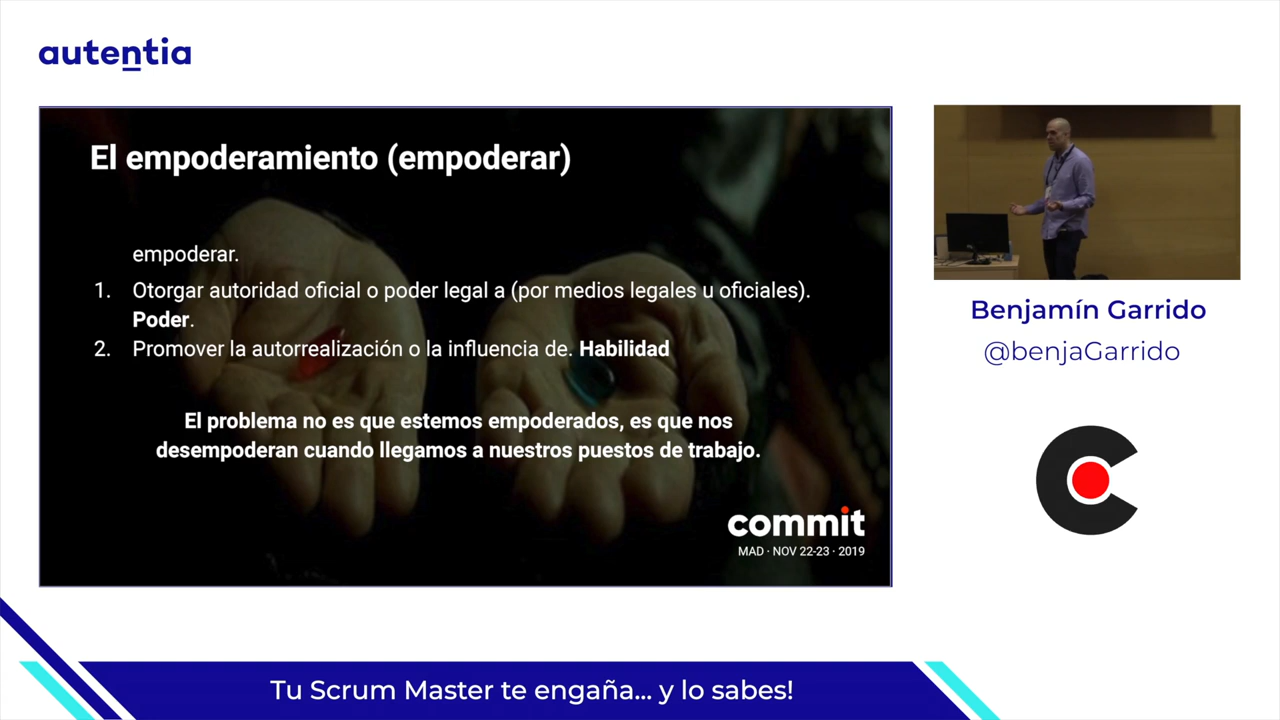 autentia
El empoderamiento (empoderar)
empoderar.
1. Otorgar autoridad oficial o poder legal a (por medios legales u oficiales).
Poder.
2. Promover la autorrealización o la influencia de. Habilidad
El problema no es que estemos empoderados, es que nos
desempoderan cuando llegamos a nuestros puestos de trabajo.
commit
MAD · NOV 22-23 · 2019
Benjamín Garrido
@benjaGarrido
Tu Scrum Master te engaña... y lo sabes!